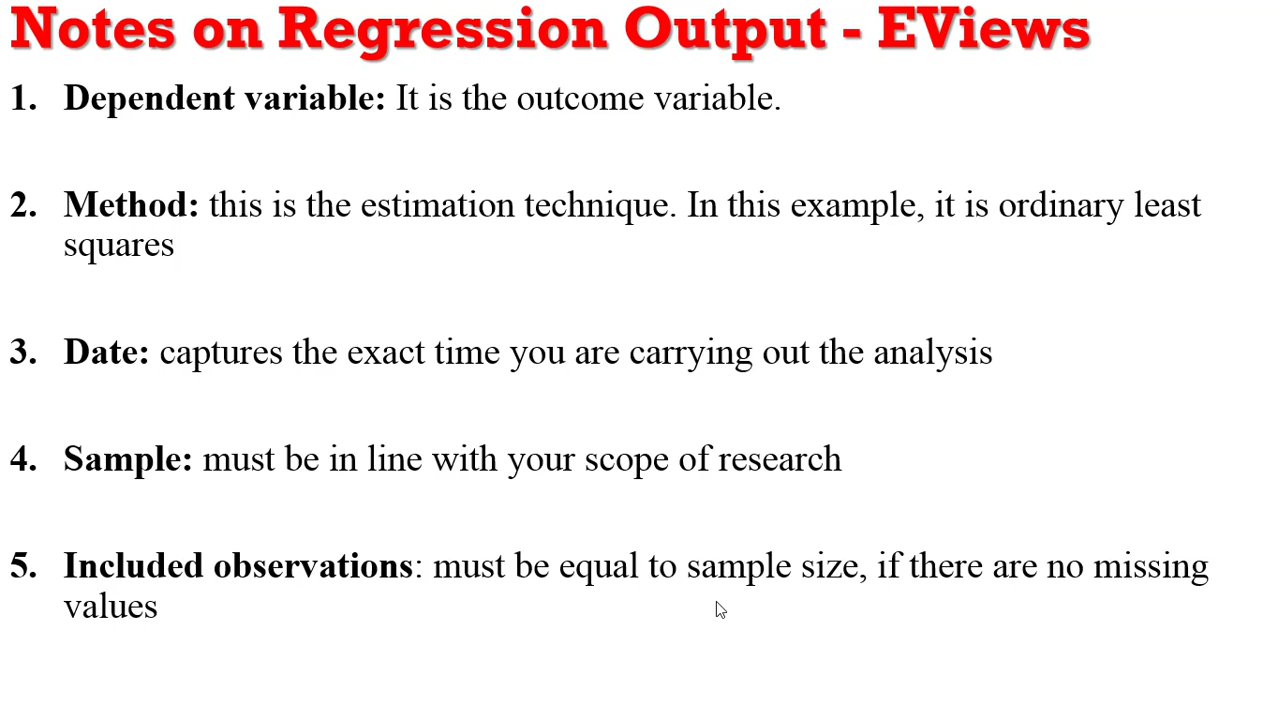 Notes on Regression Output - EViews
1. Dependent variable: It is the outcome variable.
2. Method: this is the estimation technique. In this example, it is ordinary least
squares
3. Date: captures the exact time you are carrying out the analysis
4. Sample: must be in line with your scope of research
5. Included observations: must be equal to sample size, if there are no missing
values